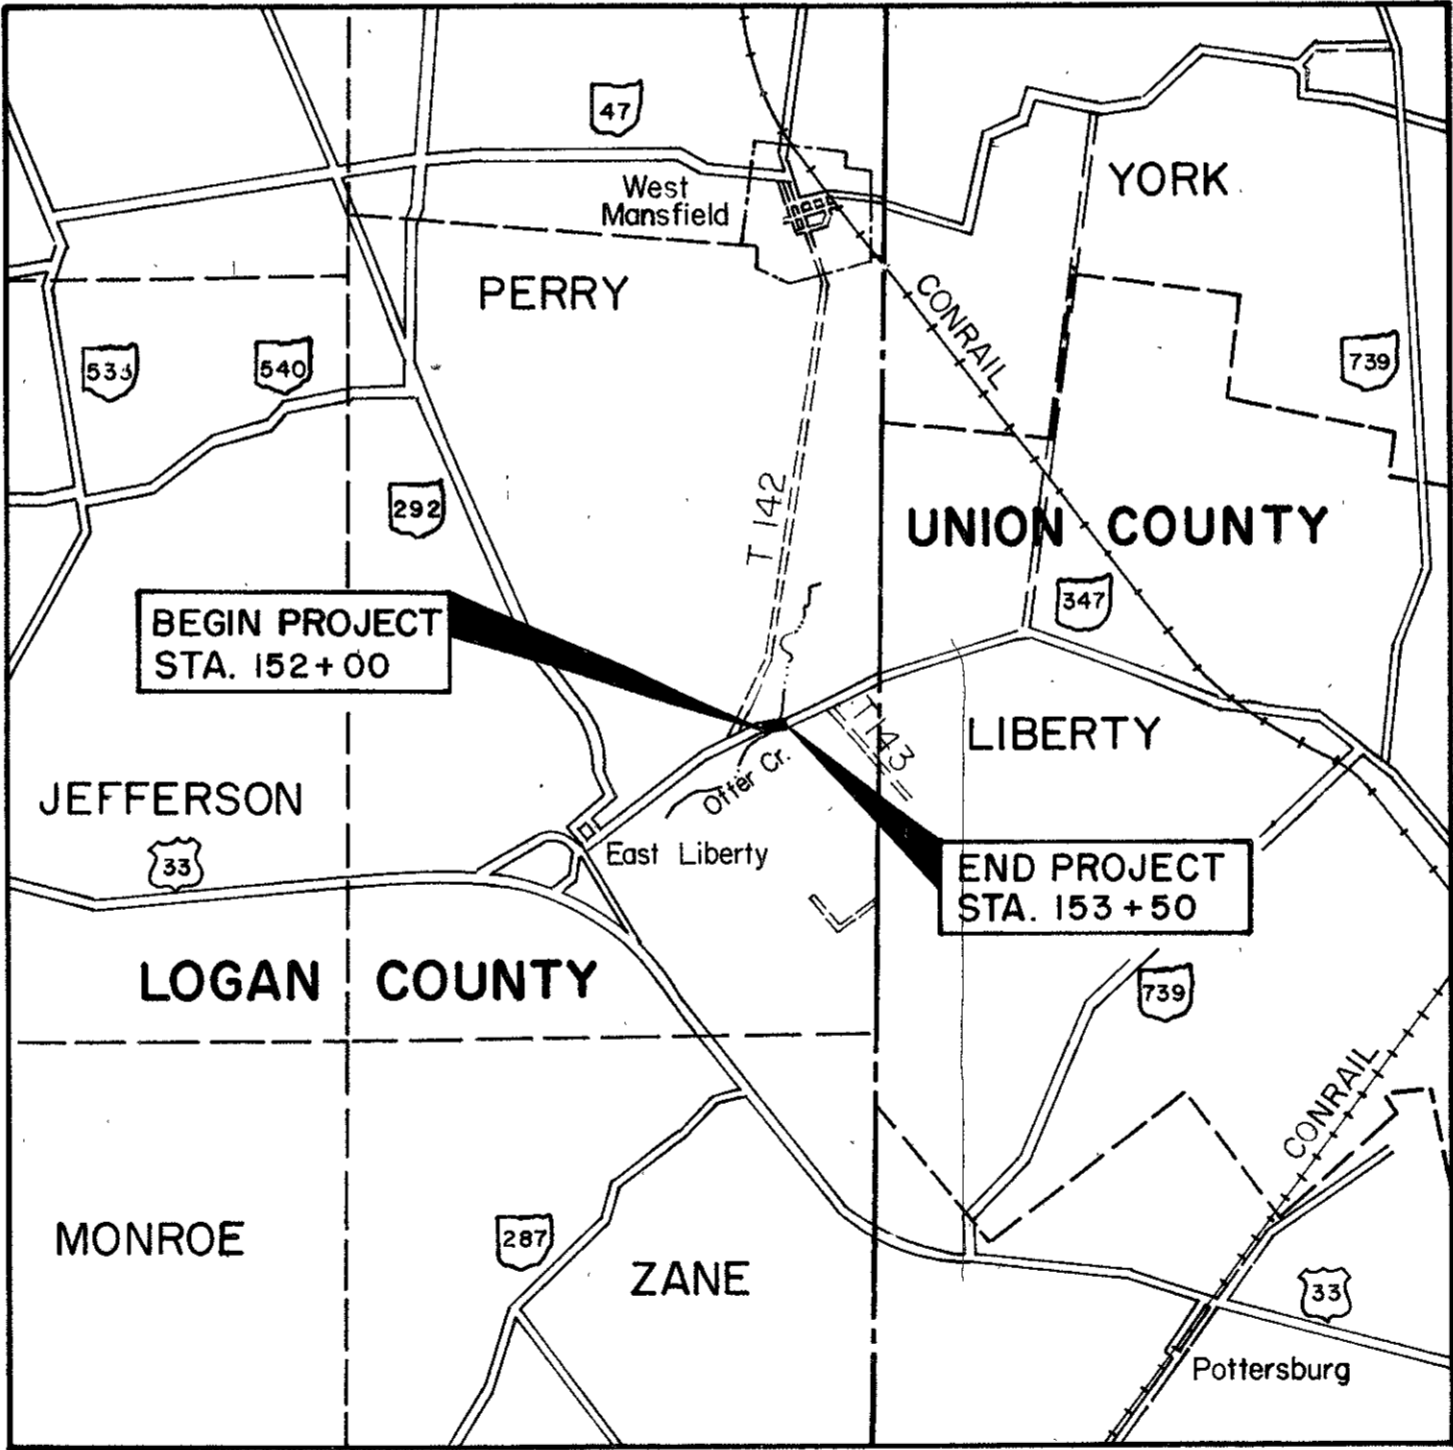 47
West
Mansfield
YORK
PERRY
CONRAIL
533
540
739
292
T 142
UNION COUNTY
347
BEGIN PROJECT
STA. 152+00
T143
LIBERTY
JEFFERSON
Otter Cr.
33
East Liberty
END PROJECT
STA. 153+50
LOGAN COUNTY
739
CONRAIL
MONROE
287
ZANE
33
Pottersburg